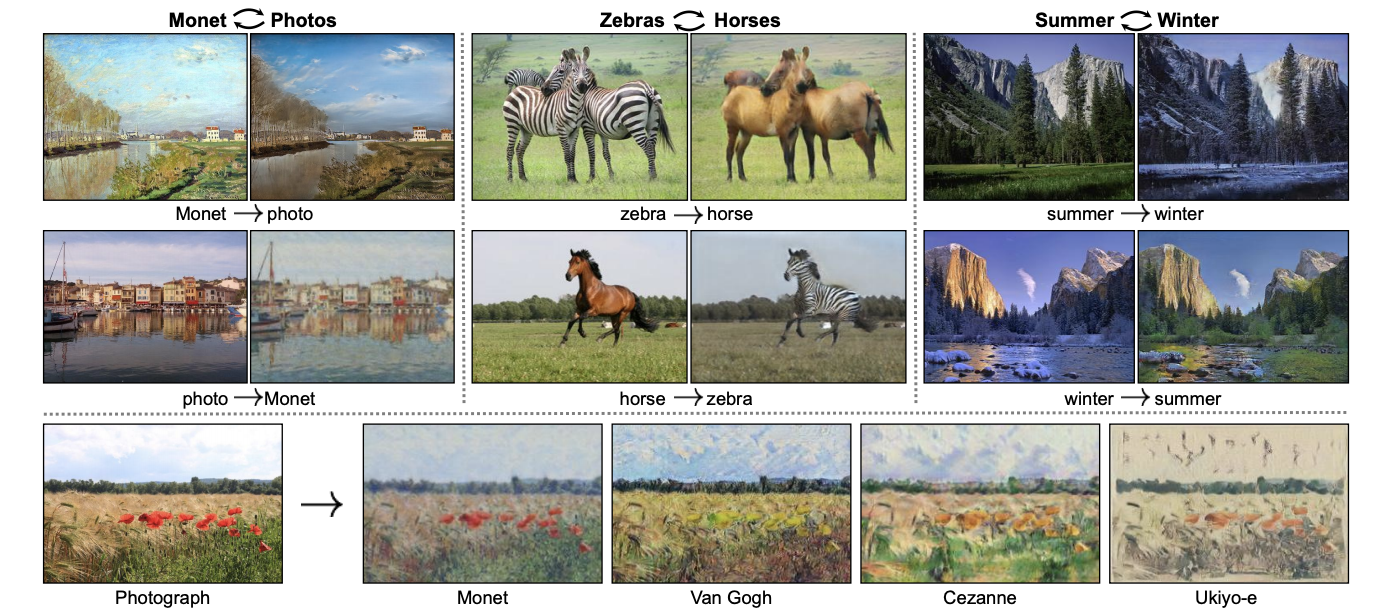 Monet ⇄ Photos
Zebras ⇄ Horses
Summer ⇄ Winter
Monet → photo
zebra → horse
summer → winter
photo → Monet
horse → zebra
winter → summer
Photograph
Monet
Van Gogh
Cezanne
Ukiyo-e